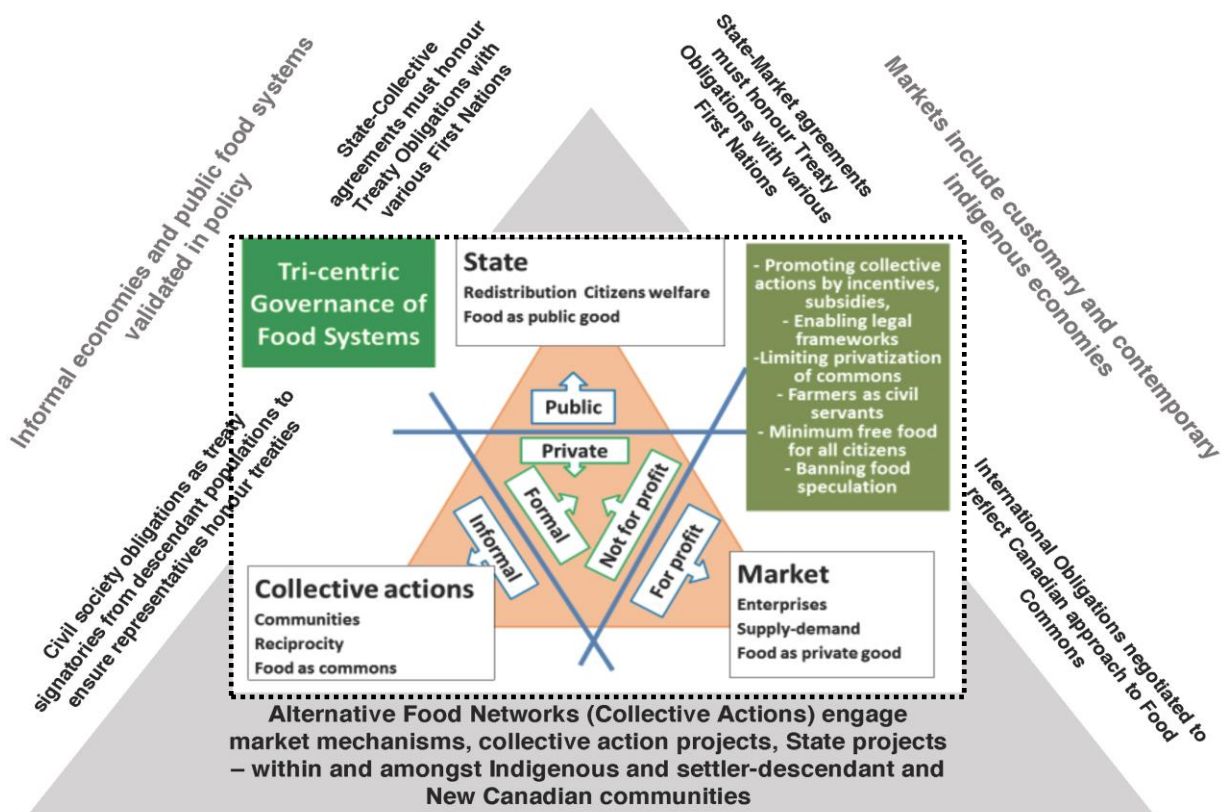 Informal economies and public food systems
validated in policy
State-Collective
agreements must honour
Treaty Obligations with
various First Nations
State-Market agreements
must honour Treaty
Obligations with various
First Nations
Markets include customary and contemporary
indigenous economies
Tri-centric
Governance of
Food Systems
State
Redistribution Citizens welfare
Food as public good
- Promoting collective
actions by incentives,
subsidies,
- Enabling legal
frameworks
-Limiting privatization
of commons
- Farmers as civil
servants
- Minimum free food
for all citizens
- Banning food
speculation
Public
Private
Formal
Not for profit
Informal
For profit
Collective actions
Communities
Reciprocity
Food as commons
Market
Enterprises
Supply-demand
Food as private good
Civil society obligations as treaty
signatories from descendant populations to
ensure representatives honour treaties
International Obligations negotiated to
reflect Canadian approach to Food
Commons
Alternative Food Networks (Collective Actions) engage
market mechanisms, collective action projects, State projects
– within and amongst Indigenous and settler-descendant and
New Canadian communities